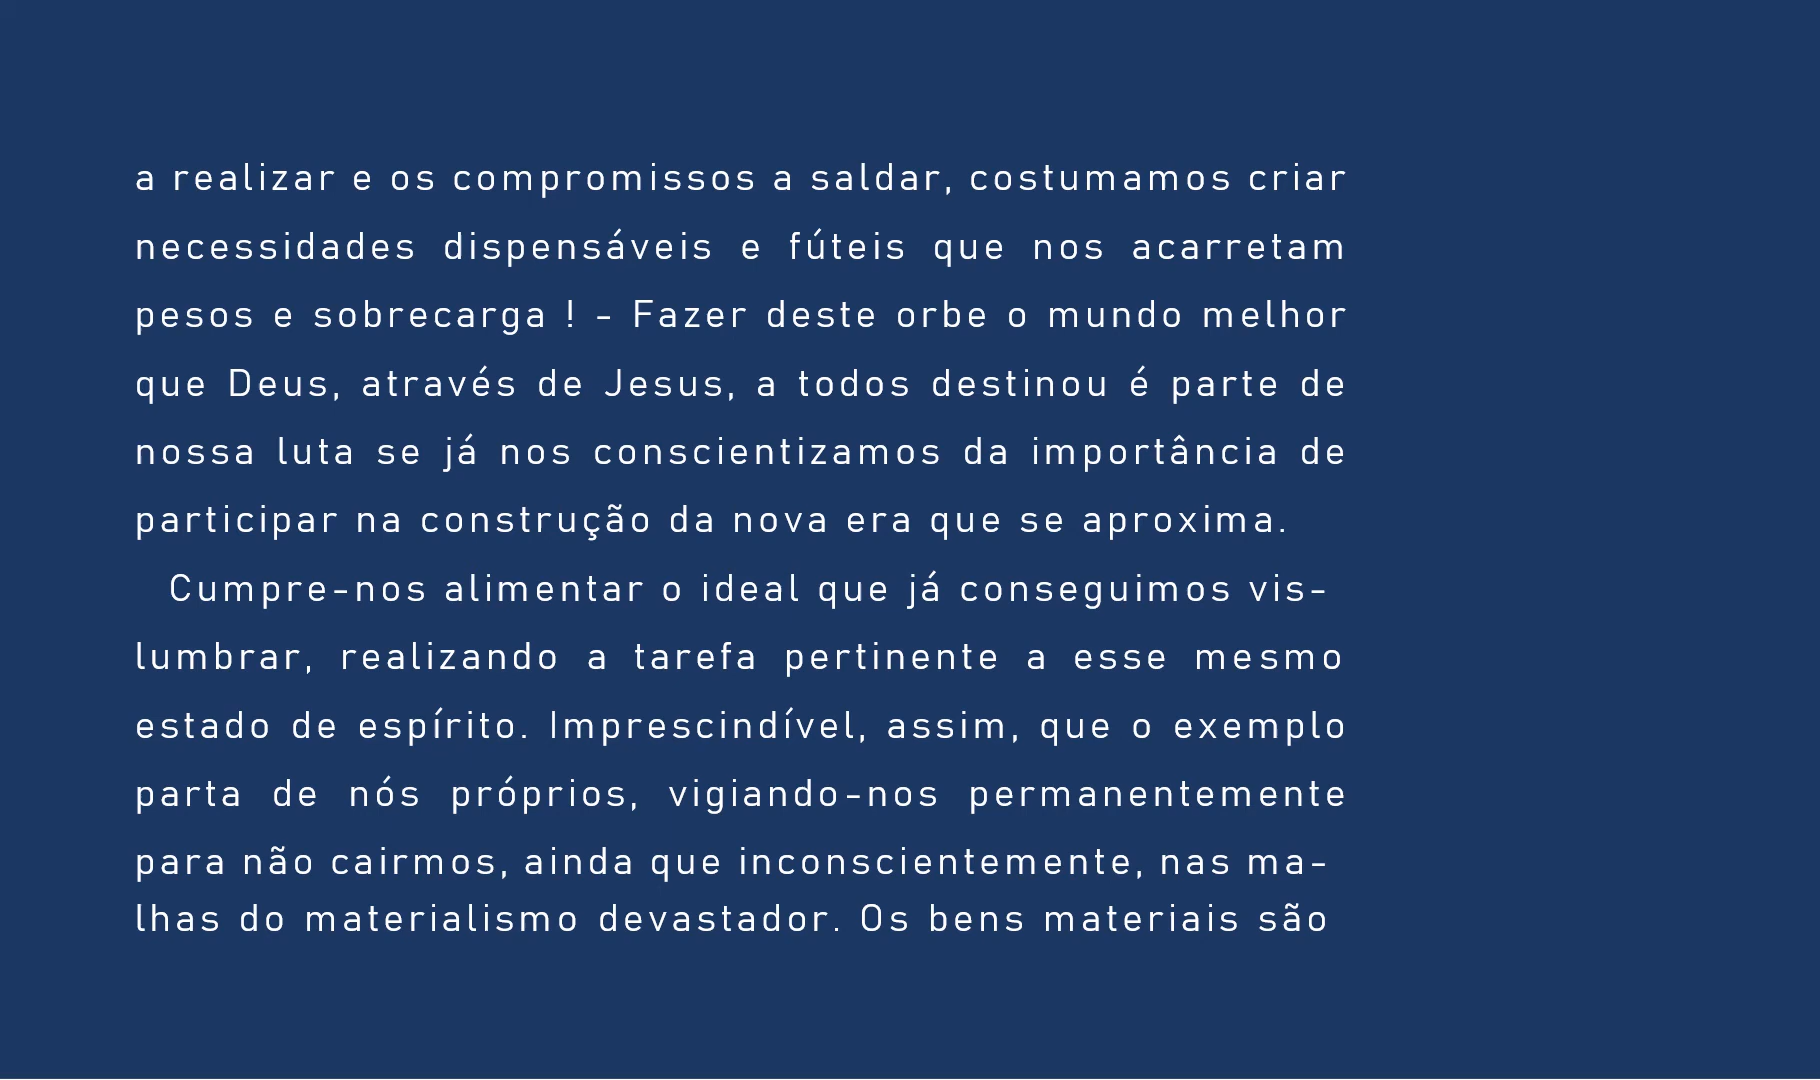 a realizar e os compromissos a saldar, costumamos criar
necessidades dispensáveis e fúteis que nos acarretam
pesos e sobrecarga ! - Fazer deste orbe o mundo melhor
que Deus, através de Jesus, a todos destinou é parte de
nossa luta se já nos conscientizamos da importância de
participar na construção da nova era que se aproxima.
Cumpre-nos alimentar o ideal que já conseguimos vis-
lumbrar, realizando a tarefa pertinente a esse mesmo
estado de espírito. Imprescindível, assim, que o exemplo
parta de nós próprios, vigiando-nos permanentemente
para não cairmos, ainda que inconscientemente, nas ma-
lhas do materialismo devastador. Os bens materiais são